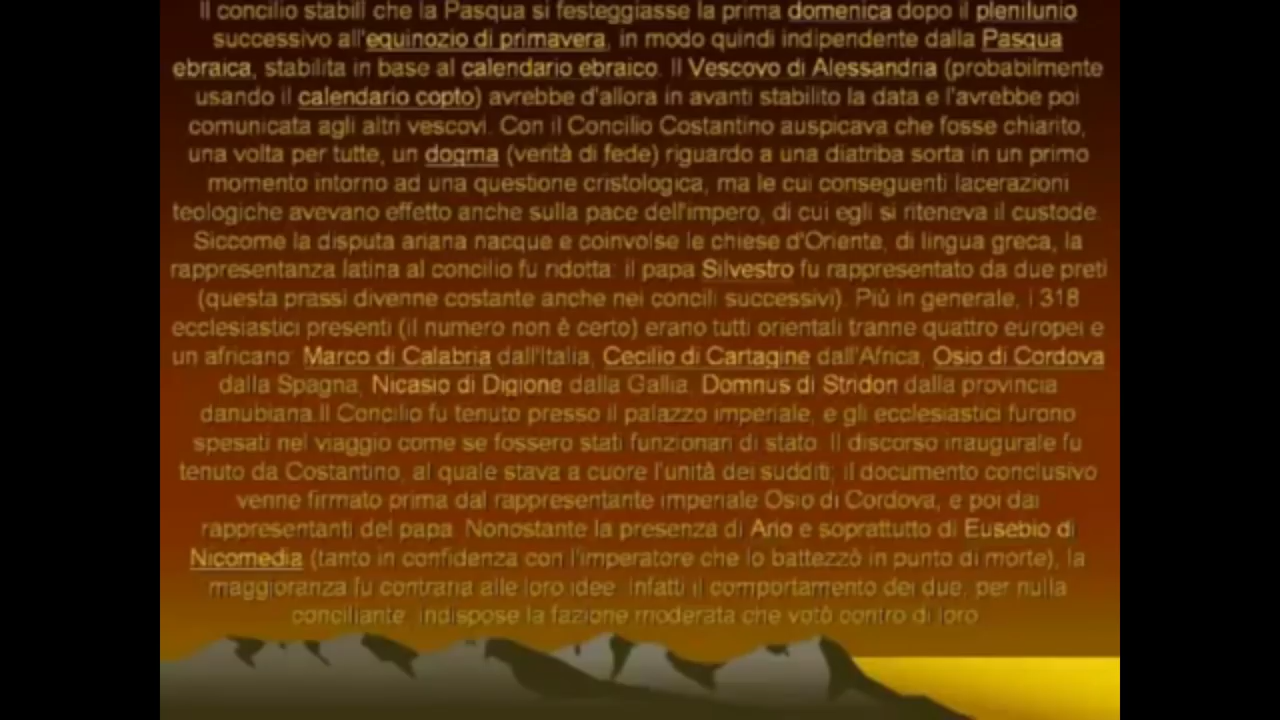 Il concilio stabilì che la Pasqua si festeggiasse la prima domenica dopo il plenilunio
successivo all'equinozio di primavera, in modo quindi indipendente dalla Pasqua
ebraica, stabilita in base al calendario ebraico. Il Vescovo di Alessandria (probabilmente
usando il calendario copto) avrebbe d'allora in avanti stabilito la data e l'avrebbe poi
comunicata agli altri vescovi. Con il Concilio Costantino auspicava che fosse chiarito,
una volta per tutte, un dogma (verità di fede) riguardo a una diatriba sorta in un primo
momento intorno ad una questione cristologica, ma le cui conseguenti lacerazioni
teologiche avevano effetto anche sulla pace dell'impero, di cui egli si riteneva il custode.
Siccome la disputa ariana nacque e coinvolse le chiese d'Oriente, di lingua greca, la
rappresentanza latina al concilio fu ridotta: il papa Silvestro fu rappresentato da due preti
(questa prassi divenne costante anche nei concili successivi). Più in generale, i 318
ecclesiastici presenti (il numero non è certo) erano tutti orientali tranne quattro europei e
un africano: Marco di Calabria dall'Italia, Cecilio di Cartagine dall'Africa, Osio di Cordova
dalla Spagna, Nicasio di Digione dalla Gallia, Domnus di Stridon dalla provincia
danubiana.Il Concilio fu tenuto presso il palazzo imperiale, e gli ecclesiastici furono
spesati nel viaggio come se fossero stati funzionari di stato. Il discorso inaugurale fu
tenuto da Costantino, al quale stava a cuore l'unità dei sudditi; il documento conclusivo
venne firmato prima dal rappresentante imperiale Osio di Cordova, e poi dai
rappresentanti del papa. Nonostante la presenza di Ario e soprattutto di Eusebio di
Nicomedia (tanto in confidenza con l'imperatore che lo battezzò in punto di morte), la
maggioranza fu contraria alle loro idee. Infatti il comportamento dei due, per nulla
conciliante, indispose la fazione moderata che votò contro di loro